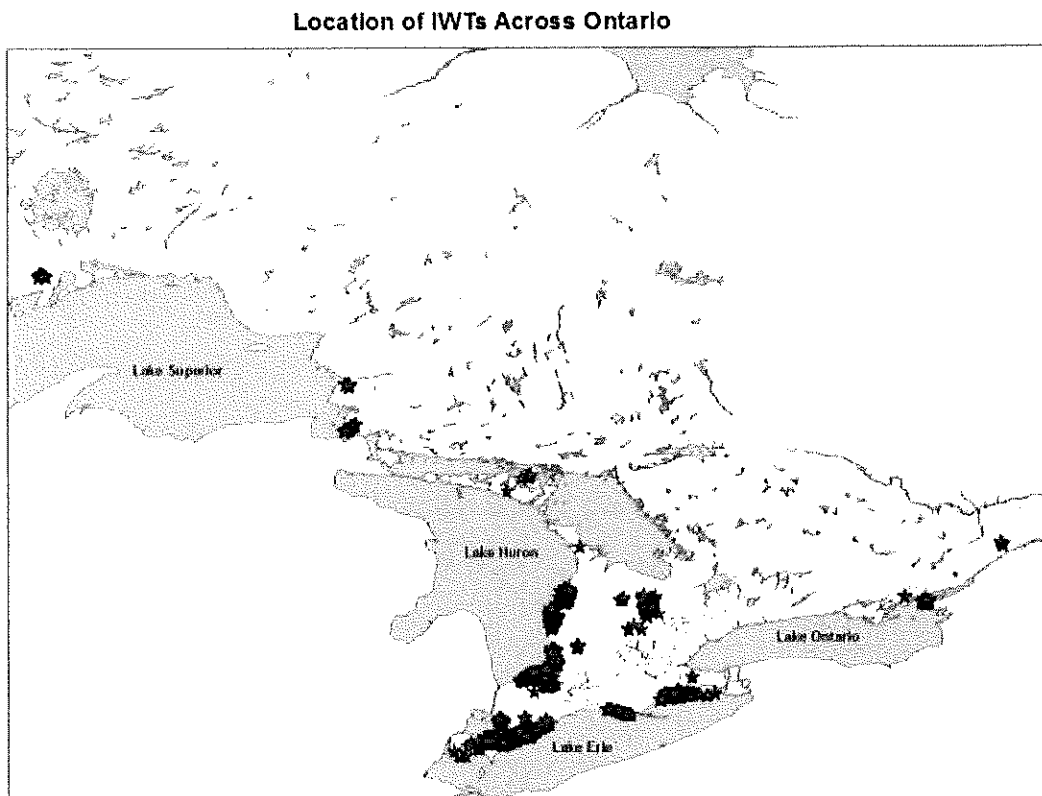 Location of IWTs Across Ontario
Lake Superior
Lake Huron
Lake Ontario
Lake Erie